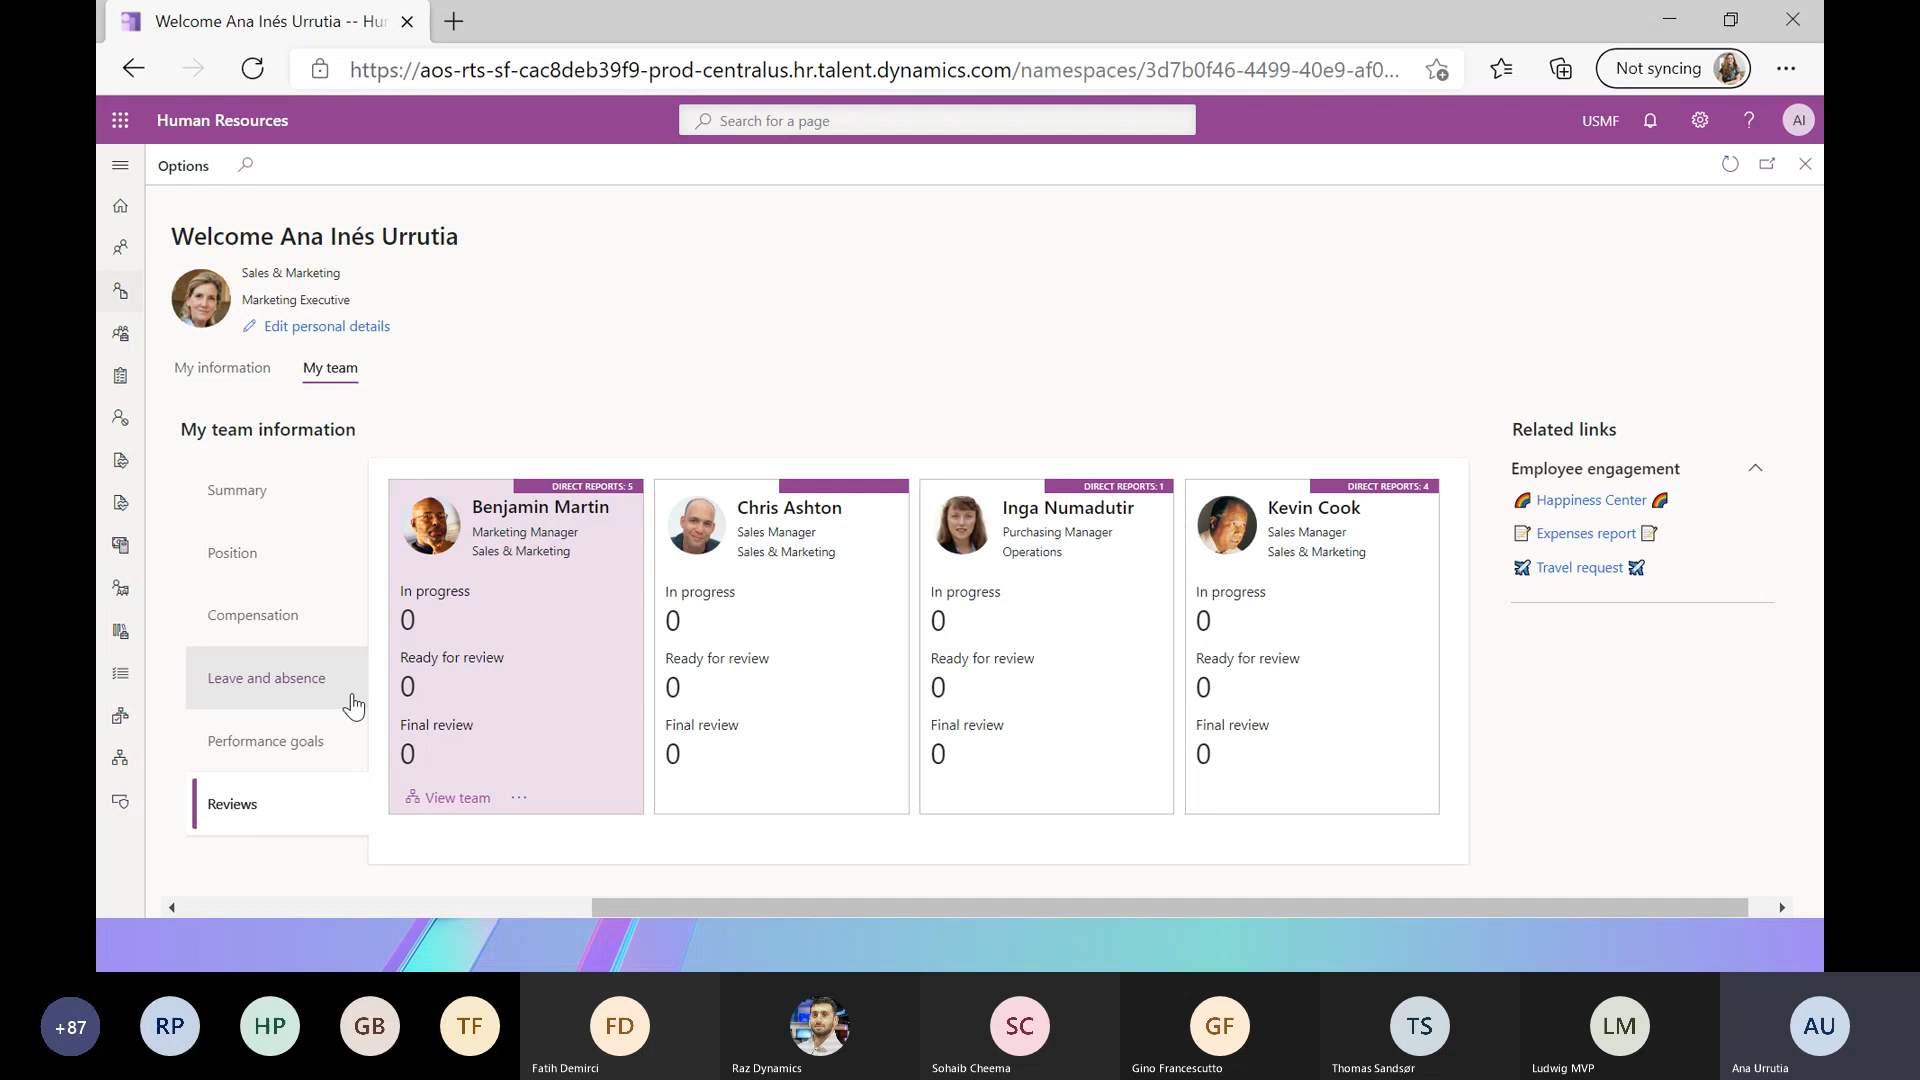 Welcome Ana Inés Urrutia -- Hur
https://aos-rts-sf-cac8deb39f9-prod-centralus.hr.talent.dynamics.com/namespaces/3d7b0f46-4499-40e9-af0...
Not syncing
Human Resources
Search for a page
USMF
?
AI
Options
Welcome Ana Inés Urrutia
Sales & Marketing
Marketing Executive
Edit personal details
My information
My team
My team information
Summary
Position
Compensation
Leave and absence
Performance goals
Reviews
DIRECT REPORTS: 5
Benjamin Martin
Marketing Manager
Sales & Marketing
In progress
0
Ready for review
0
Final review
0
View team
...
Chris Ashton
Sales Manager
Sales & Marketing
In progress
0
Ready for review
0
Final review
0
DIRECT REPORTS: 1
Inga Numadutir
Purchasing Manager
Operations
In progress
0
Ready for review
0
Final review
0
DIRECT REPORTS: 4
Kevin Cook
Sales Manager
Sales & Marketing
In progress
0
Ready for review
0
Final review
0
Related links
Employee engagement
🌈 Happiness Center 🌈
📝 Expenses report 📝
✈️ Travel request ✈️
+87
RP
HP
GB
TF
FD
Fatih Demirci
Raz Dynamics
SC
Sohaib Cheema
GF
Gino Francescutto
TS
Thomas Sandsør
LM
Ludwig MVP
AU
Ana Urrutia